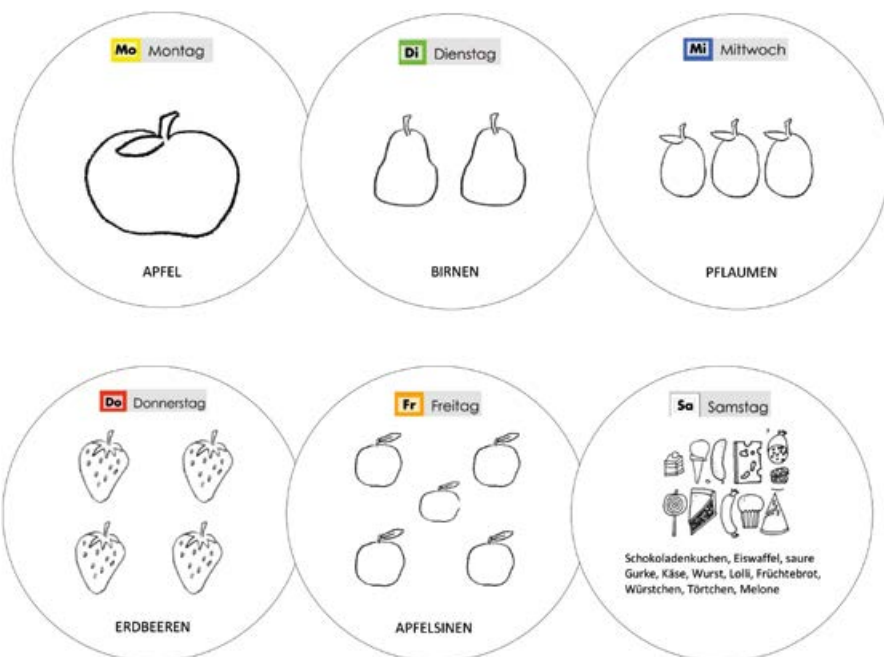 Mo Montag
Di Dienstag
Mi Mittwoch
APFEL
BIRNEN
PFLAUMEN
Do Donnerstag
Fr Freitag
Sa Samstag
Schokoladenkuchen, Eiswaffel, saure
Gurke, Käse, Wurst, Lolli, Früchtebrot,
Würstchen, Törtchen, Melone
ERDBEEREN
APFELSINEN